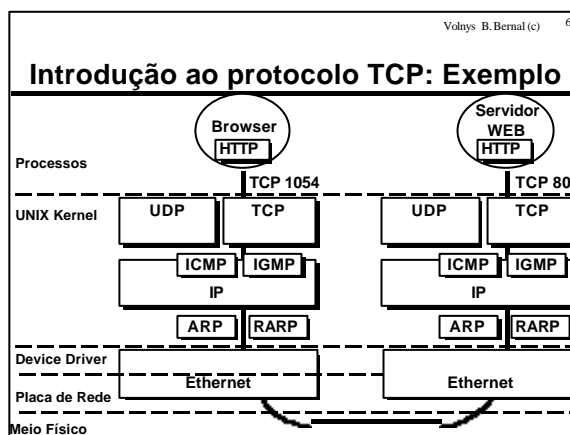 Volnys B.Bernal (c) 6
Introdução ao protocolo TCP: Exemplo
Browser
HTTP
Servidor
WEB
HTTP
Processos
TCP 1054
TCP 80
UNIX Kernel
UDP
TCP
UDP
TCP
ICMP
IGMP
ICMP
IGMP
IP
IP
ARP
RARP
ARP
RARP
Device Driver
Ethernet
Ethernet
Placa de Rede
Meio Físico